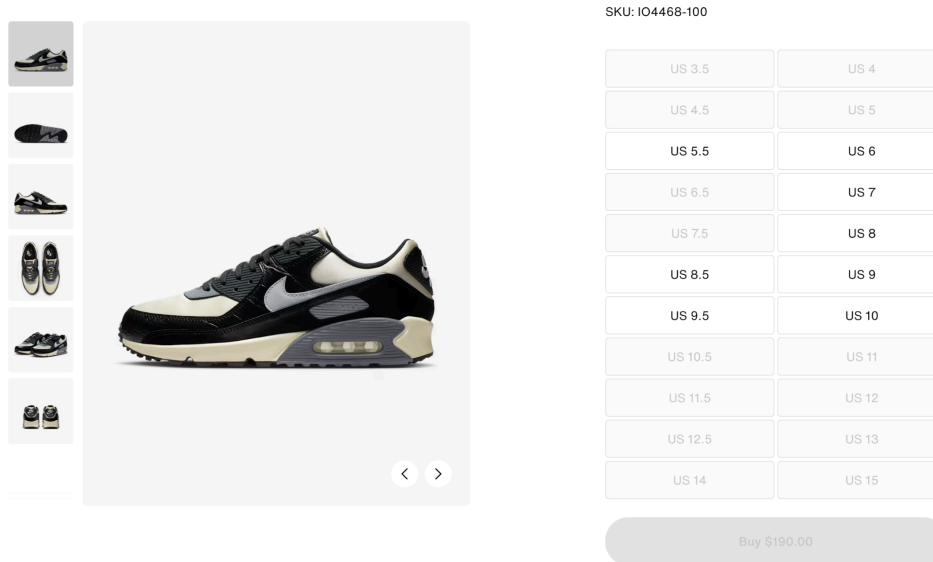 SKU: IO4468-100
US 3.5
US 4
US 4.5
US 5
US 5.5
US 6
US 6.5
US 7
US 7.5
US 8
US 8.5
US 9
US 9.5
US 10
US 10.5
US 11
US 11.5
US 12
US 12.5
US 13
US 14
US 15
Buy $190.00